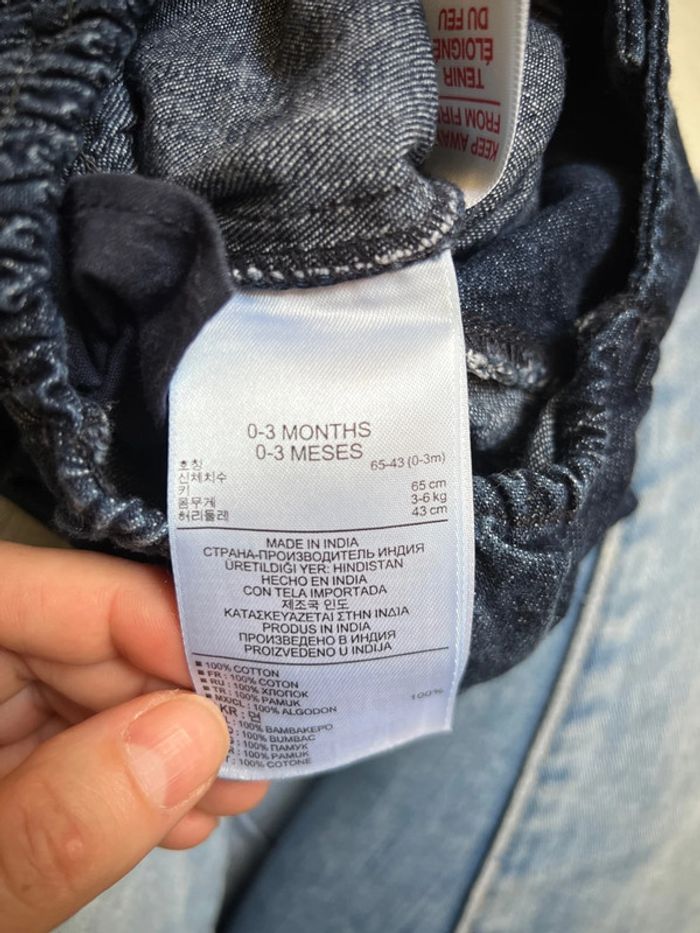 KEEP AWAY
FROM FIRE
TENIR
ÉLOIGNÉ
DU FEU
0-3 MONTHS
0-3 MESES
호칭 65-43 (0-3m)
신체치수
키 65 cm
몸무게 3-6 kg
허리둘레 43 cm
MADE IN INDIA
СТРАНА-ПРОИЗВОДИТЕЛЬ ИНДИЯ
ÜRETILDIĞI YER: HINDISTAN
HECHO EN INDIA
CON TELA IMPORTADA
제조국 인도
ΚΑΤΑΣΚΕΥΑΖΕΤΑΙ ΣΤΗΝ ΙΝΔΙΑ
PRODUS IN INDIA
ПРОИЗВЕДЕНО В ИНДИЯ
PROIZVEDENO U INDIJA
100% COTTON
FR : 100% COTON
RU : 100% ХЛОПОК
TR : 100% PAMUK
MX/CL : 100% ALGODON
KR : 면 100%
: 100% ΒΑΜΒΑΚΕΡΟ
: 100% BUMBAC
: 100% ПАМУК
: 100% PAMUK
: 100% COTONE